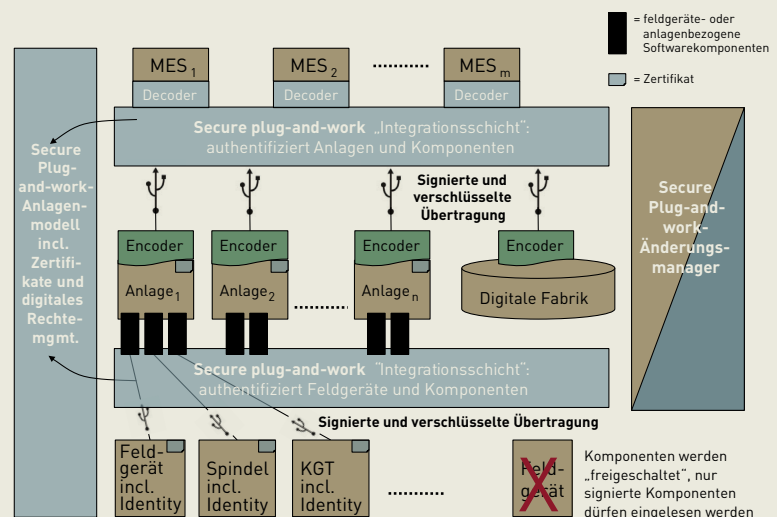 = feldgeräte- oder
anlagenbezogene
Softwarekomponenten
= Zertifikat
MES1
MES2
MESm
Decoder
Decoder
Decoder
Secure plug-and-work „Integrationsschicht“:
authentifiziert Anlagen und Komponenten
Secure
Plug-
and-work-
Anlagen-
modell
incl.
Zertifi-
kate und
digitales
Rechte-
mgmt.
Signierte und
verschlüsselte
Übertragung
Secure
Plug-and-
work-
Änderungs-
manager
Encoder
Encoder
Encoder
Encoder
Anlage1
Anlage2
Anlagen
Digitale Fabrik
Secure plug-and-work "Integrationsschicht":
authentifiziert Feldgeräte und Komponenten
Signierte und verschlüsselte Übertragung
Feld-
gerät
incl.
Identity
Spindel
incl.
Identity
KGT
incl.
Identity
Feld-
gerät
Komponenten werden
„freigeschaltet“, nur
signierte Komponenten
dürfen eingelesen werden